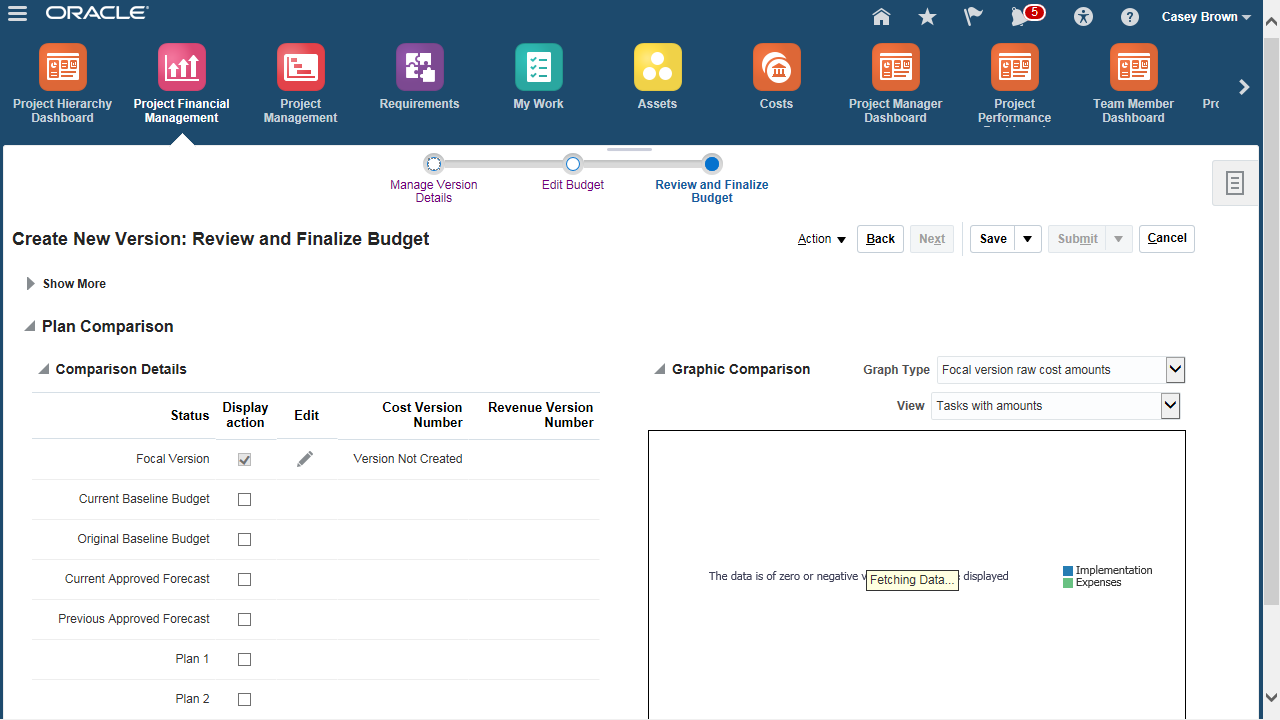 ORACLE
5
Casey Brown
Project Hierarchy
Dashboard
Project Financial
Management
Project
Management
Requirements
My Work
Assets
Costs
Project Manager
Dashboard
Project
Performance
Team Member
Dashboard
Manage Version
Details
Edit Budget
Review and Finalize
Budget
Create New Version: Review and Finalize Budget
Action
Back
Next
Save
Submit
Cancel
Show More
Plan Comparison
Comparison Details
Graphic Comparison
Graph Type
Focal version raw cost amounts
View
Tasks with amounts
Status
Display
action
Edit
Cost Version
Number
Revenue Version
Number
Focal Version
Version Not Created
Current Baseline Budget
Original Baseline Budget
Current Approved Forecast
Previous Approved Forecast
Plan 1
Plan 2
The data is of zero or negative
displayed
Fetching Data...
Implementation
Expenses